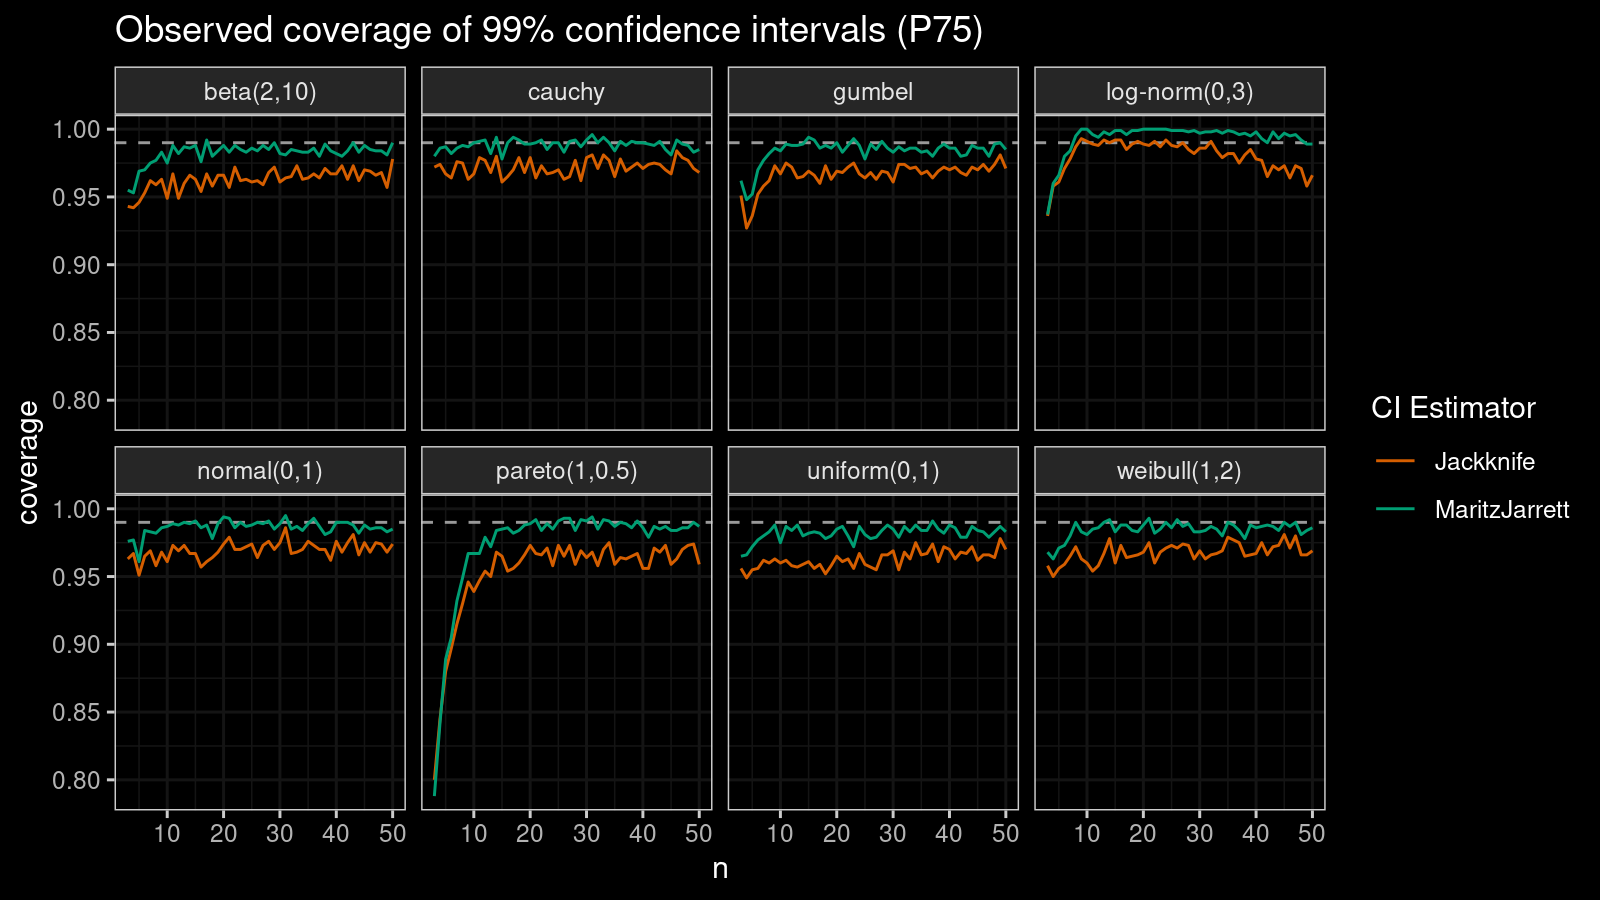 Observed coverage of 99% confidence intervals (P75)
beta(2,10) cauchy gumbel log-norm(0,3)
1.00
0.95
0.90
0.85
0.80
normal(0,1) pareto(1,0.5) uniform(0,1) weibull(1,2)
1.00
0.95
0.90
0.85
0.80
10 20 30 40 50 10 20 30 40 50 10 20 30 40 50 10 20 30 40 50
n
coverage
CI Estimator
Jackknife
MaritzJarrett